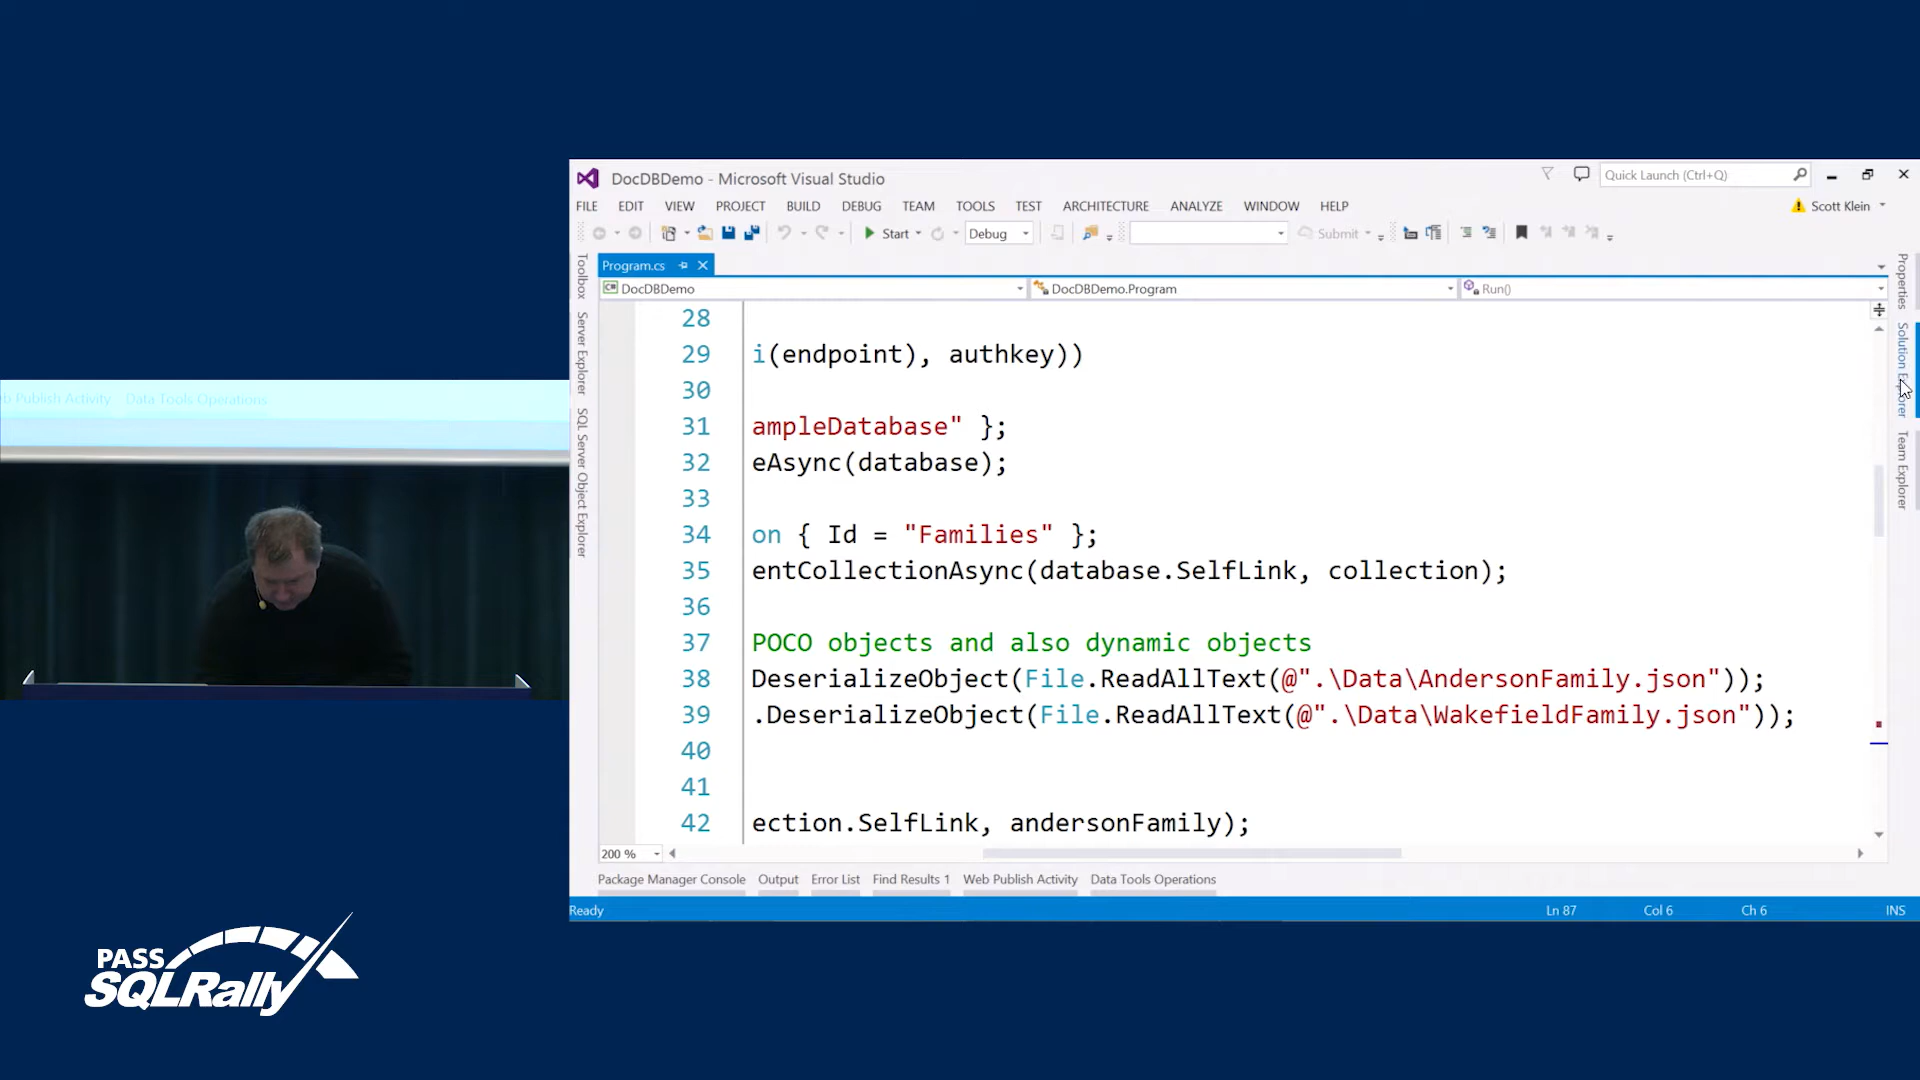 DocDBDemo - Microsoft Visual Studio
Quick Launch (Ctrl+Q)
FILE EDIT VIEW PROJECT BUILD DEBUG TEAM TOOLS TEST ARCHITECTURE ANALYZE WINDOW HELP
Scott Klein
Start Debug Submit
Toolbox
Server Explorer
SQL Server Object Explorer
Program.cs
DocDBDemo DocDBDemo.Program Run()
28
29 i(endpoint), authkey))
30
31 ampleDatabase" };
32 eAsync(database);
33
34 on { Id = "Families" };
35 entCollectionAsync(database.SelfLink, collection);
36
37 POCO objects and also dynamic objects
38 DeserializeObject(File.ReadAllText(@".\Data\AndersonFamily.json"));
39 .DeserializeObject(File.ReadAllText(@".\Data\WakefieldFamily.json"));
40
41
42 ection.SelfLink, andersonFamily);
200 %
Properties
Solution Explorer
Team Explorer
Package Manager Console Output Error List Find Results 1 Web Publish Activity Data Tools Operations
Ready Ln 87 Col 6 Ch 6 INS
b Publish Activity Data Tools Operations
PASS
SQLRally